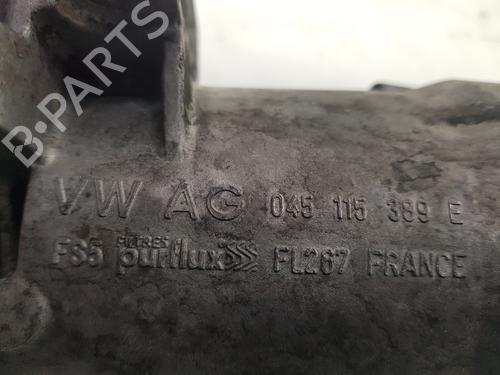 B-PARTS
VW AG 045 115 389 E
FS5 FILTRES purflux FL267 FRANCE